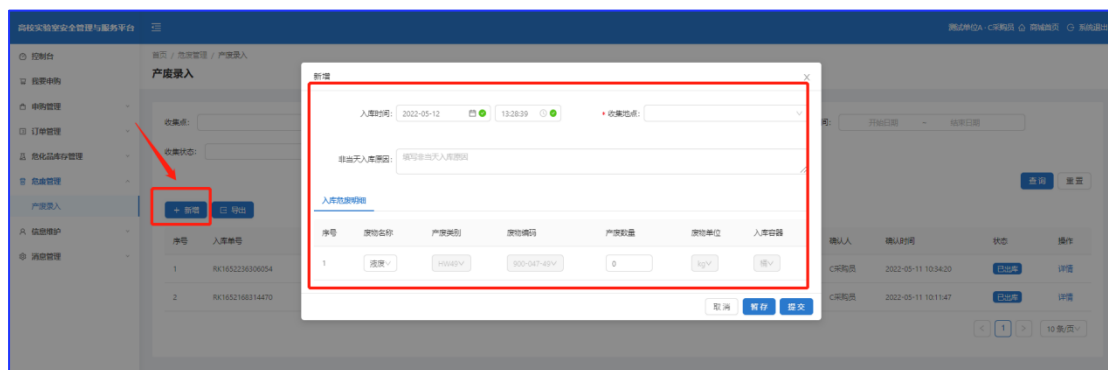 高校实验室安全管理与服务平台
测试单位A - C采购员 商城首页 系统退出
控制台
我要申购
申购管理
订单管理
危化品库存管理
危废管理
产废录入
信息维护
消息管理
首页 / 危废管理 / 产废录入
产废录入
收集点:
间: 开始日期 ~ 结束日期
收集状态:
查询 重置
+ 新增 导出
序号 入库单号 确认人 确认时间 状态 操作
1 RK1652236306054 C采购员 2022-05-11 10:34:20 已出库 详情
2 RK1652168314470 C采购员 2022-05-11 10:11:47 已出库 详情
< 1 > 10 条/页
新增 X
入库时间: 2022-05-12 13:28:39 * 收集地点:
非当天入库原因: 填写非当天入库原因
入库危废明细
序号 废物名称 产废类别 废物编码 产废数量 废物单位 入库容器
1 液废 HW49 900-047-49 0 kg 桶
取消 暂存 提交